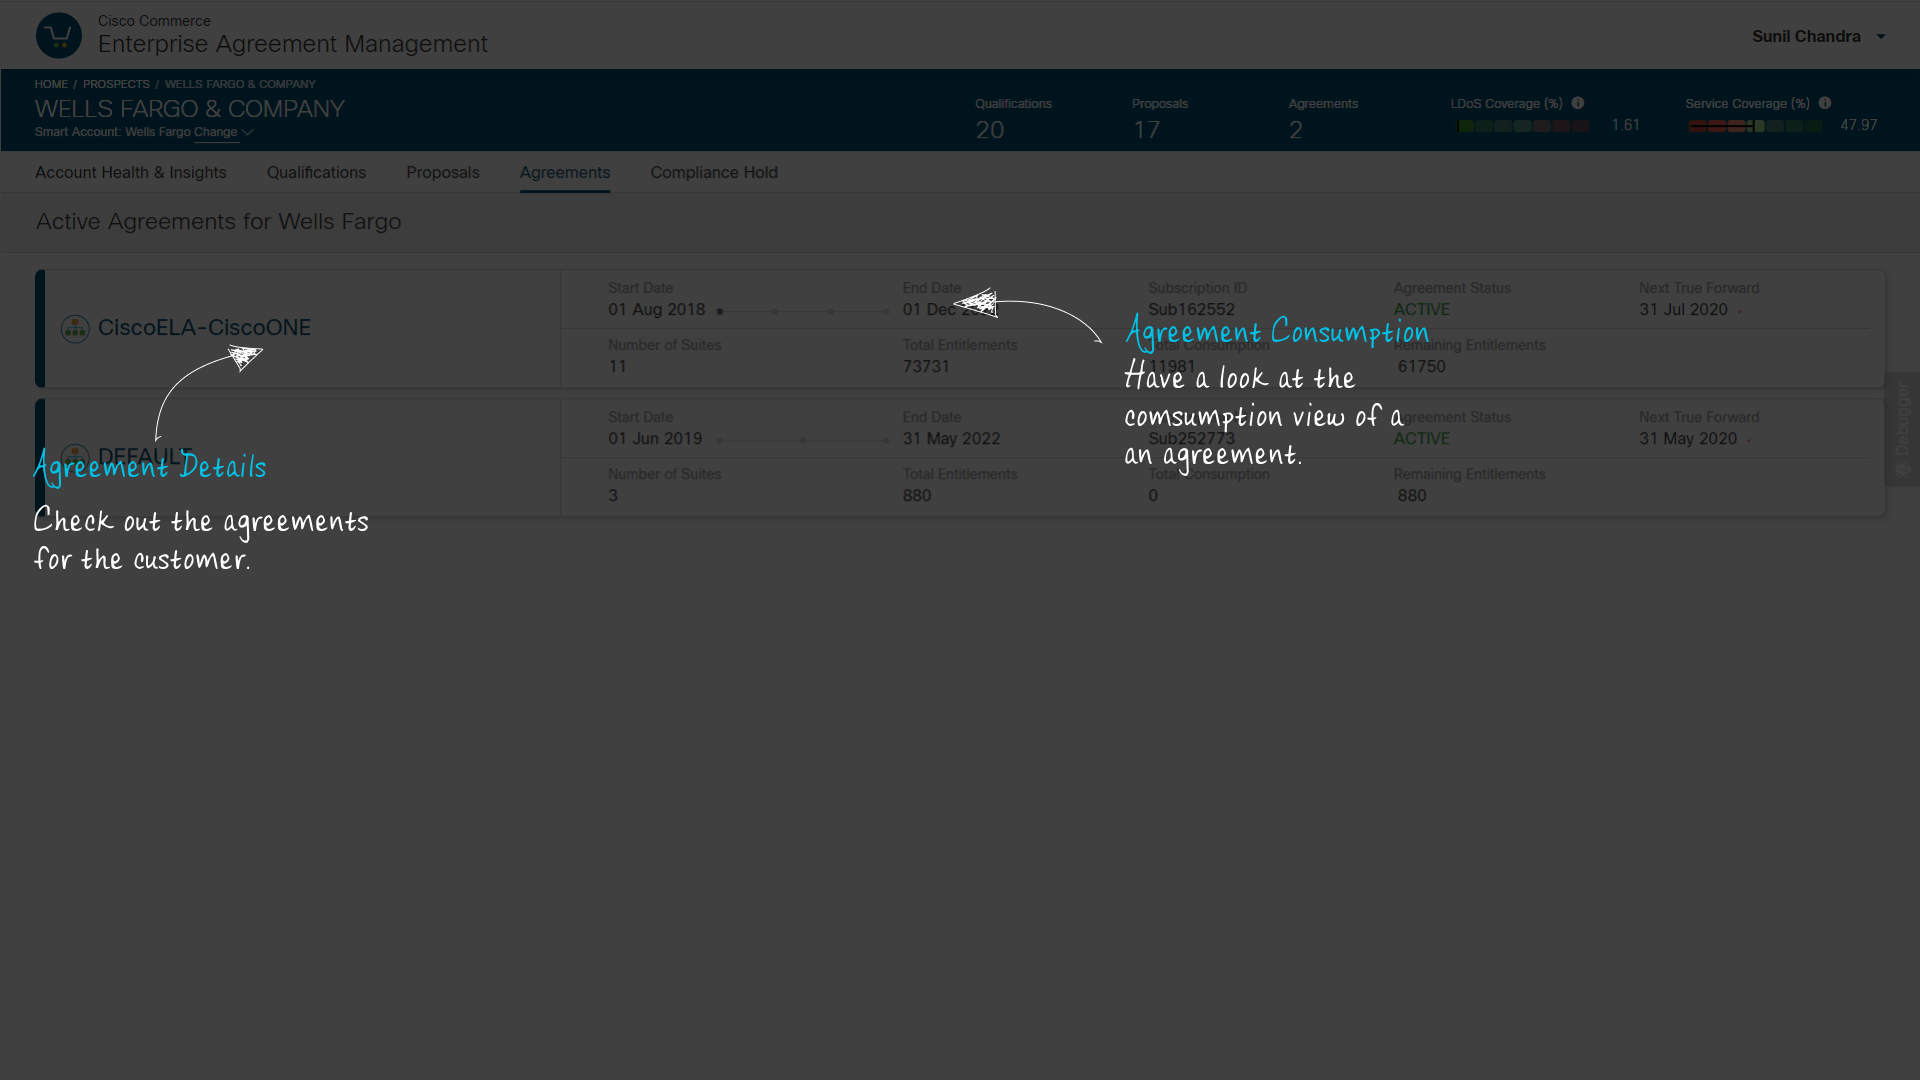 Cisco Commerce
Enterprise Agreement Management
Sunil Chandra
HOME / PROSPECTS / WELLS FARGO & COMPANY
WELLS FARGO & COMPANY
Smart Account: Wells Fargo Change
Qualifications
20
Proposals
17
Agreements
2
LDoS Coverage (%)
1.61
Service Coverage (%)
47.97
Account Health & Insights Qualifications Proposals Agreements Compliance Hold
Active Agreements for Wells Fargo
CiscoELA-CiscoONE
Start Date End Date Subscription ID Agreement Status Next True Forward
01 Aug 2018 01 Dec Sub162552 ACTIVE 31 Jul 2020
Number of Suites Total Entitlements Total Consumption Remaining Entitlements
11 73731 11981 61750
DEFAULT
Start Date End Date Agreement Status Next True Forward
01 Jun 2019 31 May 2022 Sub252773 ACTIVE 31 May 2020
Number of Suites Total Entitlements Total Consumption Remaining Entitlements
3 880 0 880
Agreement Details
Check out the agreements
for the customer.
Agreement Consumption
Have a look at the
comsumption view of a
an agreement.
Debugger